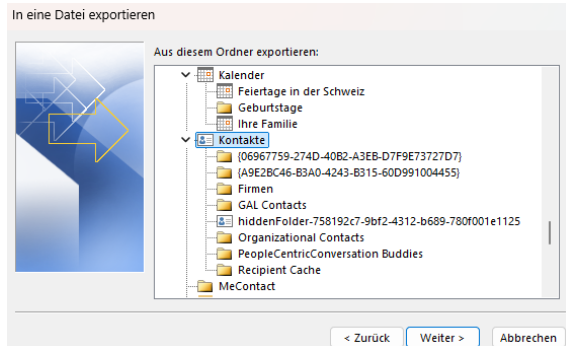 In eine Datei exportieren
Aus diesem Ordner exportieren:
Kalender
Feiertage in der Schweiz
Geburtstage
Ihre Familie
Kontakte
{06967759-274D-40B2-A3EB-D7F9E73727D7}
{A9E2BC46-B3A0-4243-B315-60D991004455}
Firmen
GAL Contacts
hiddenFolder-758192c7-9bf2-4312-b689-780f001e1125
Organizational Contacts
PeopleCentricConversation Buddies
Recipient Cache
MeContact
< Zurück Weiter > Abbrechen